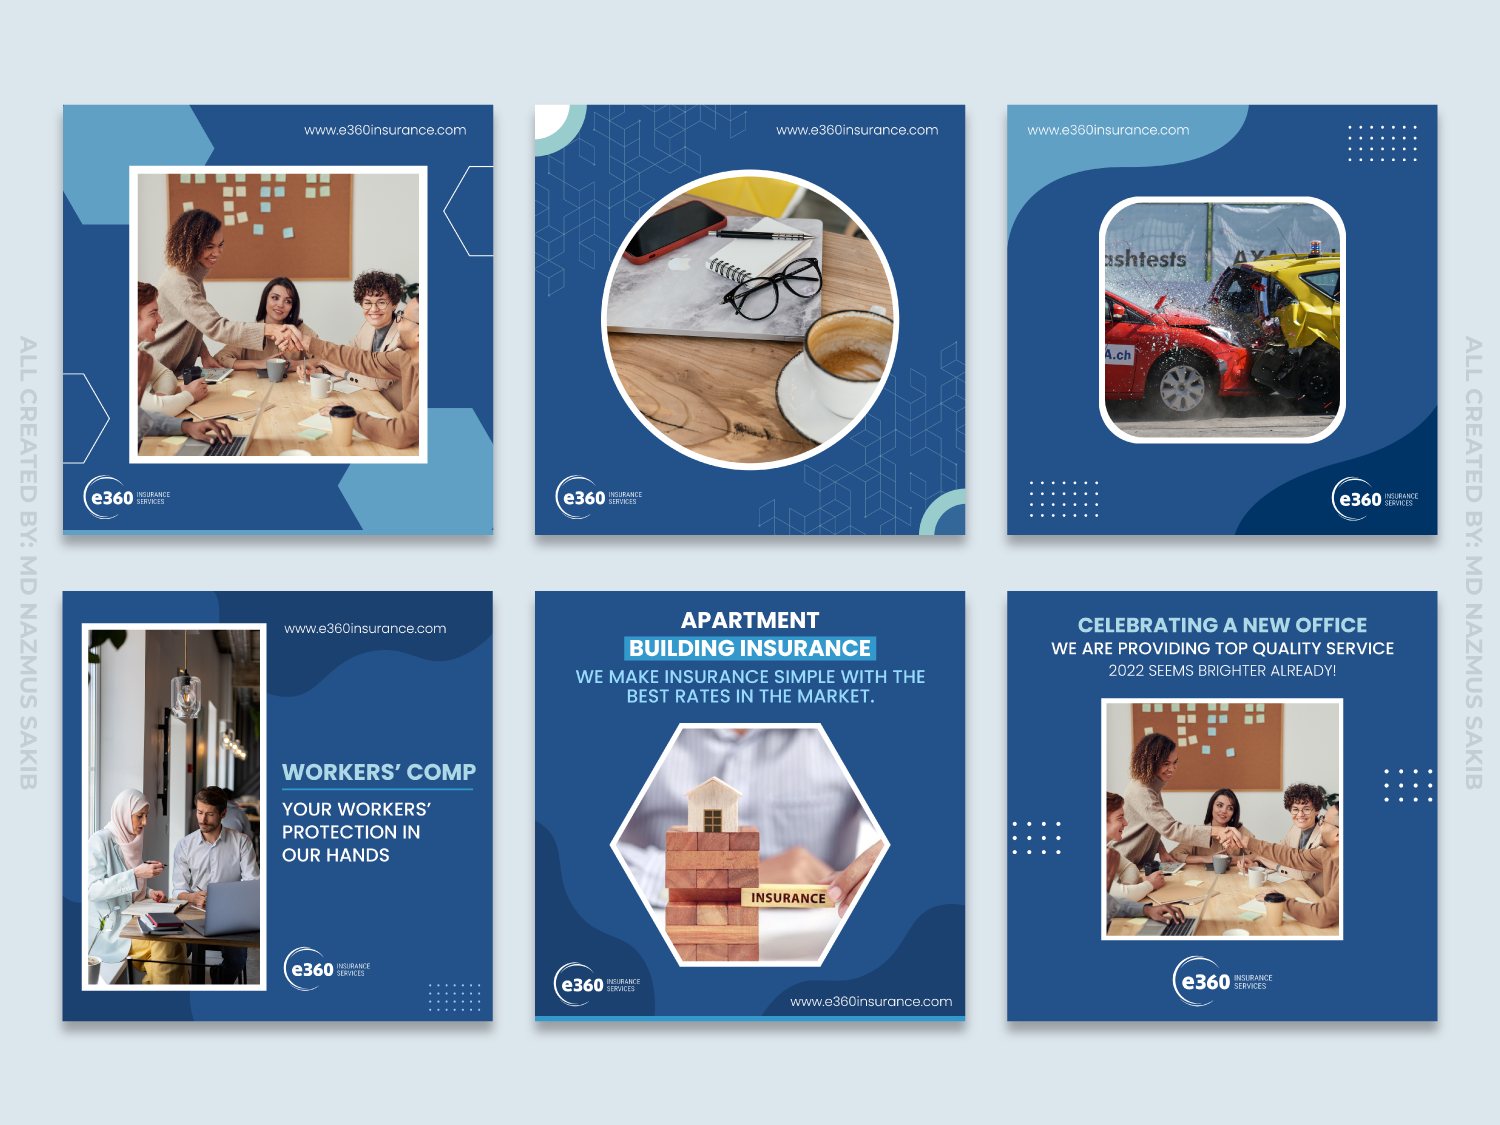 www.e360insurance.com
e360 INSURANCE
SERVICES
www.e360insurance.com
e360 INSURANCE
SERVICES
www.e360insurance.com
ashtests
AXA
A.ch
e360 INSURANCE
SERVICES
www.e360insurance.com
WORKERS’ COMP
YOUR WORKERS’
PROTECTION IN
OUR HANDS
e360 INSURANCE
SERVICES
APARTMENT
BUILDING INSURANCE
WE MAKE INSURANCE SIMPLE WITH THE
BEST RATES IN THE MARKET.
INSURANCE
e360 INSURANCE
SERVICES
www.e360insurance.com
CELEBRATING A NEW OFFICE
WE ARE PROVIDING TOP QUALITY SERVICE
2022 SEEMS BRIGHTER ALREADY!
e360 INSURANCE
SERVICES
ALL CREATED BY: MD NAZMUS SAKIB
ALL CREATED BY: MD NAZMUS SAKIB